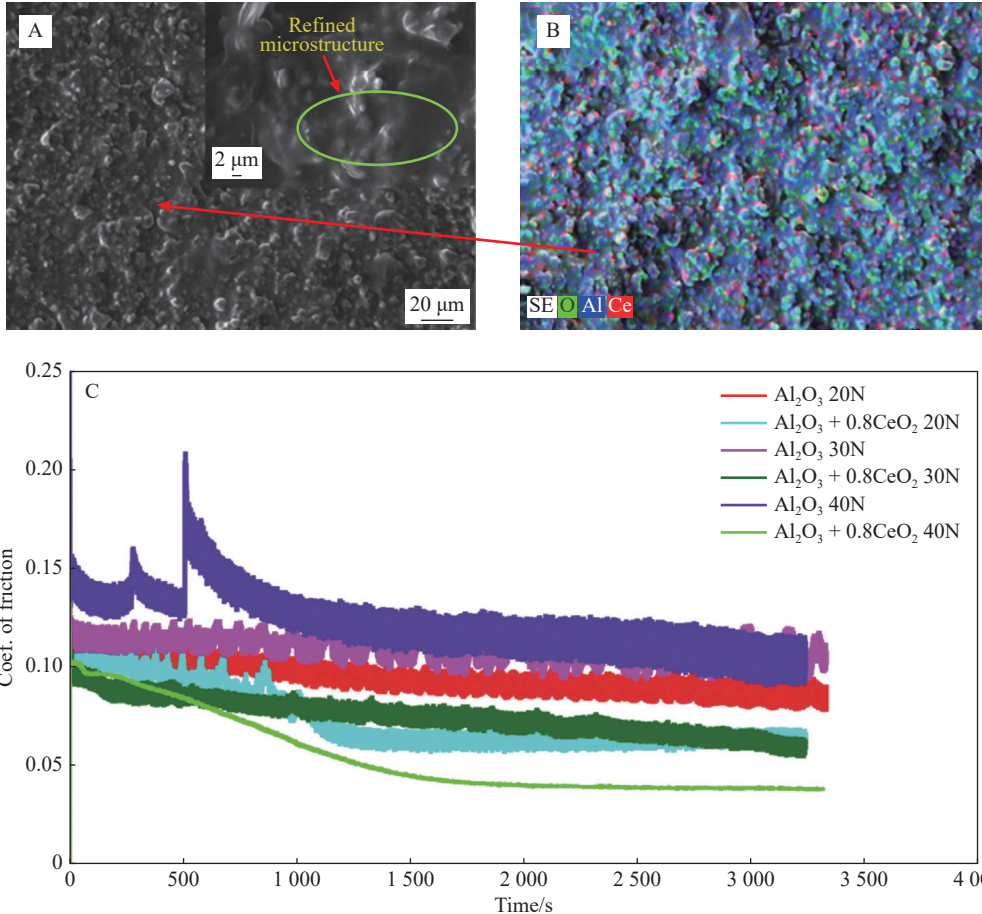 A
Refined
microstructure
2 μm
20 μm
B
SE O Al Ce
C
0.25
0.20
0.15
0.10
0.05
0
Coet. of friction
Al₂O₃ 20N
Al₂O₃ + 0.8CeO₂ 20N
Al₂O₃ 30N
Al₂O₃ + 0.8CeO₂ 30N
Al₂O₃ 40N
Al₂O₃ + 0.8CeO₂ 40N
0 500 1 000 1 500 2 000 2 500 3 000 3 500 4 0
Time/s